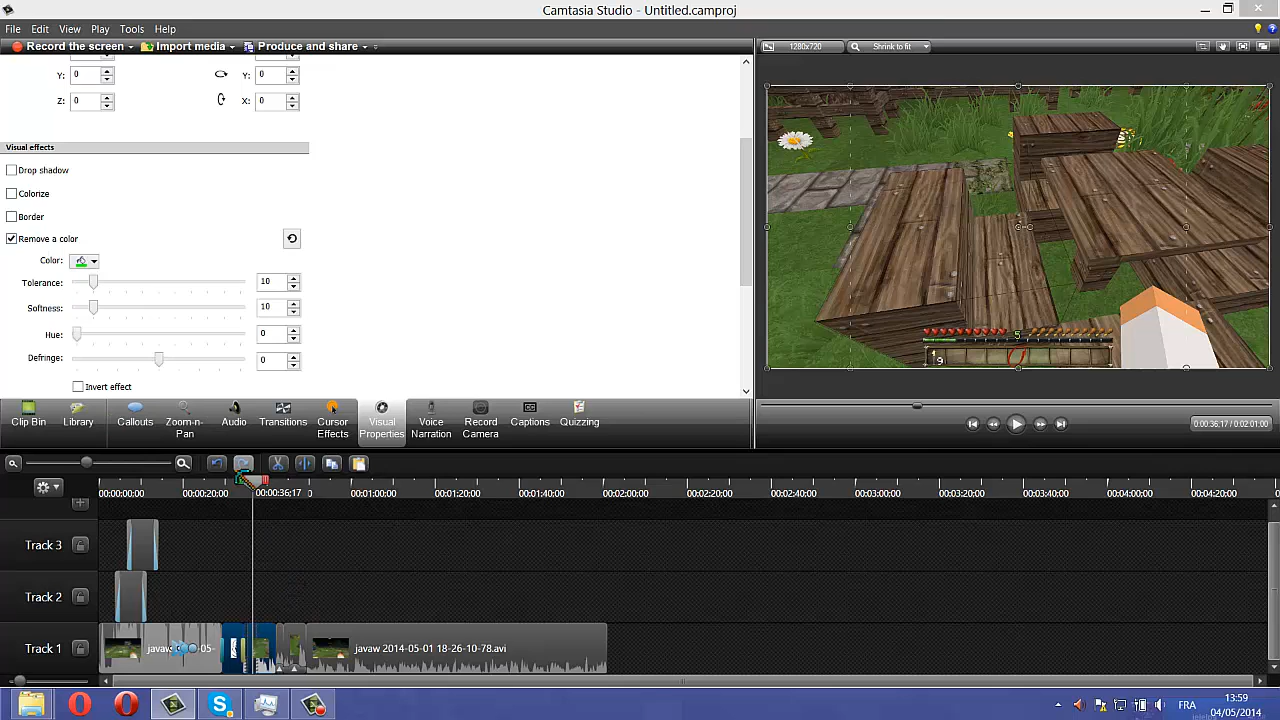 Camtasia Studio - Untitled.camproj
File Edit View Play Tools Help
Record the screen Import media Produce and share
1280x720 Shrink to fit
Y: 0 Y: 0
Z: 0 X: 0
Visual effects
Drop shadow
Colorize
Border
Remove a color
Color:
Tolerance: 10
Softness: 10
Hue: 0
Defringe: 0
Invert effect
5
1
9
Clip Bin Library Callouts Zoom-n-Pan Audio Transitions Cursor Effects Visual Properties Voice Narration Record Camera Captions Quizzing
0:00:36.17 / 0:02:01:00
00:00:00:00 00:00:20:00 00:00:36;17 00:01:00:00 00:01:20:00 00:01:40:00 00:02:00:00 00:02:20:00 00:02:40:00 00:03:00:00 00:03:20:00 00:03:40:00 00:04:00:00 00:04:20:00
Track 3
Track 2
Track 1 javaw 2014-05-01 18-26-10-78.avi
13:59
FRA
04/05/2014